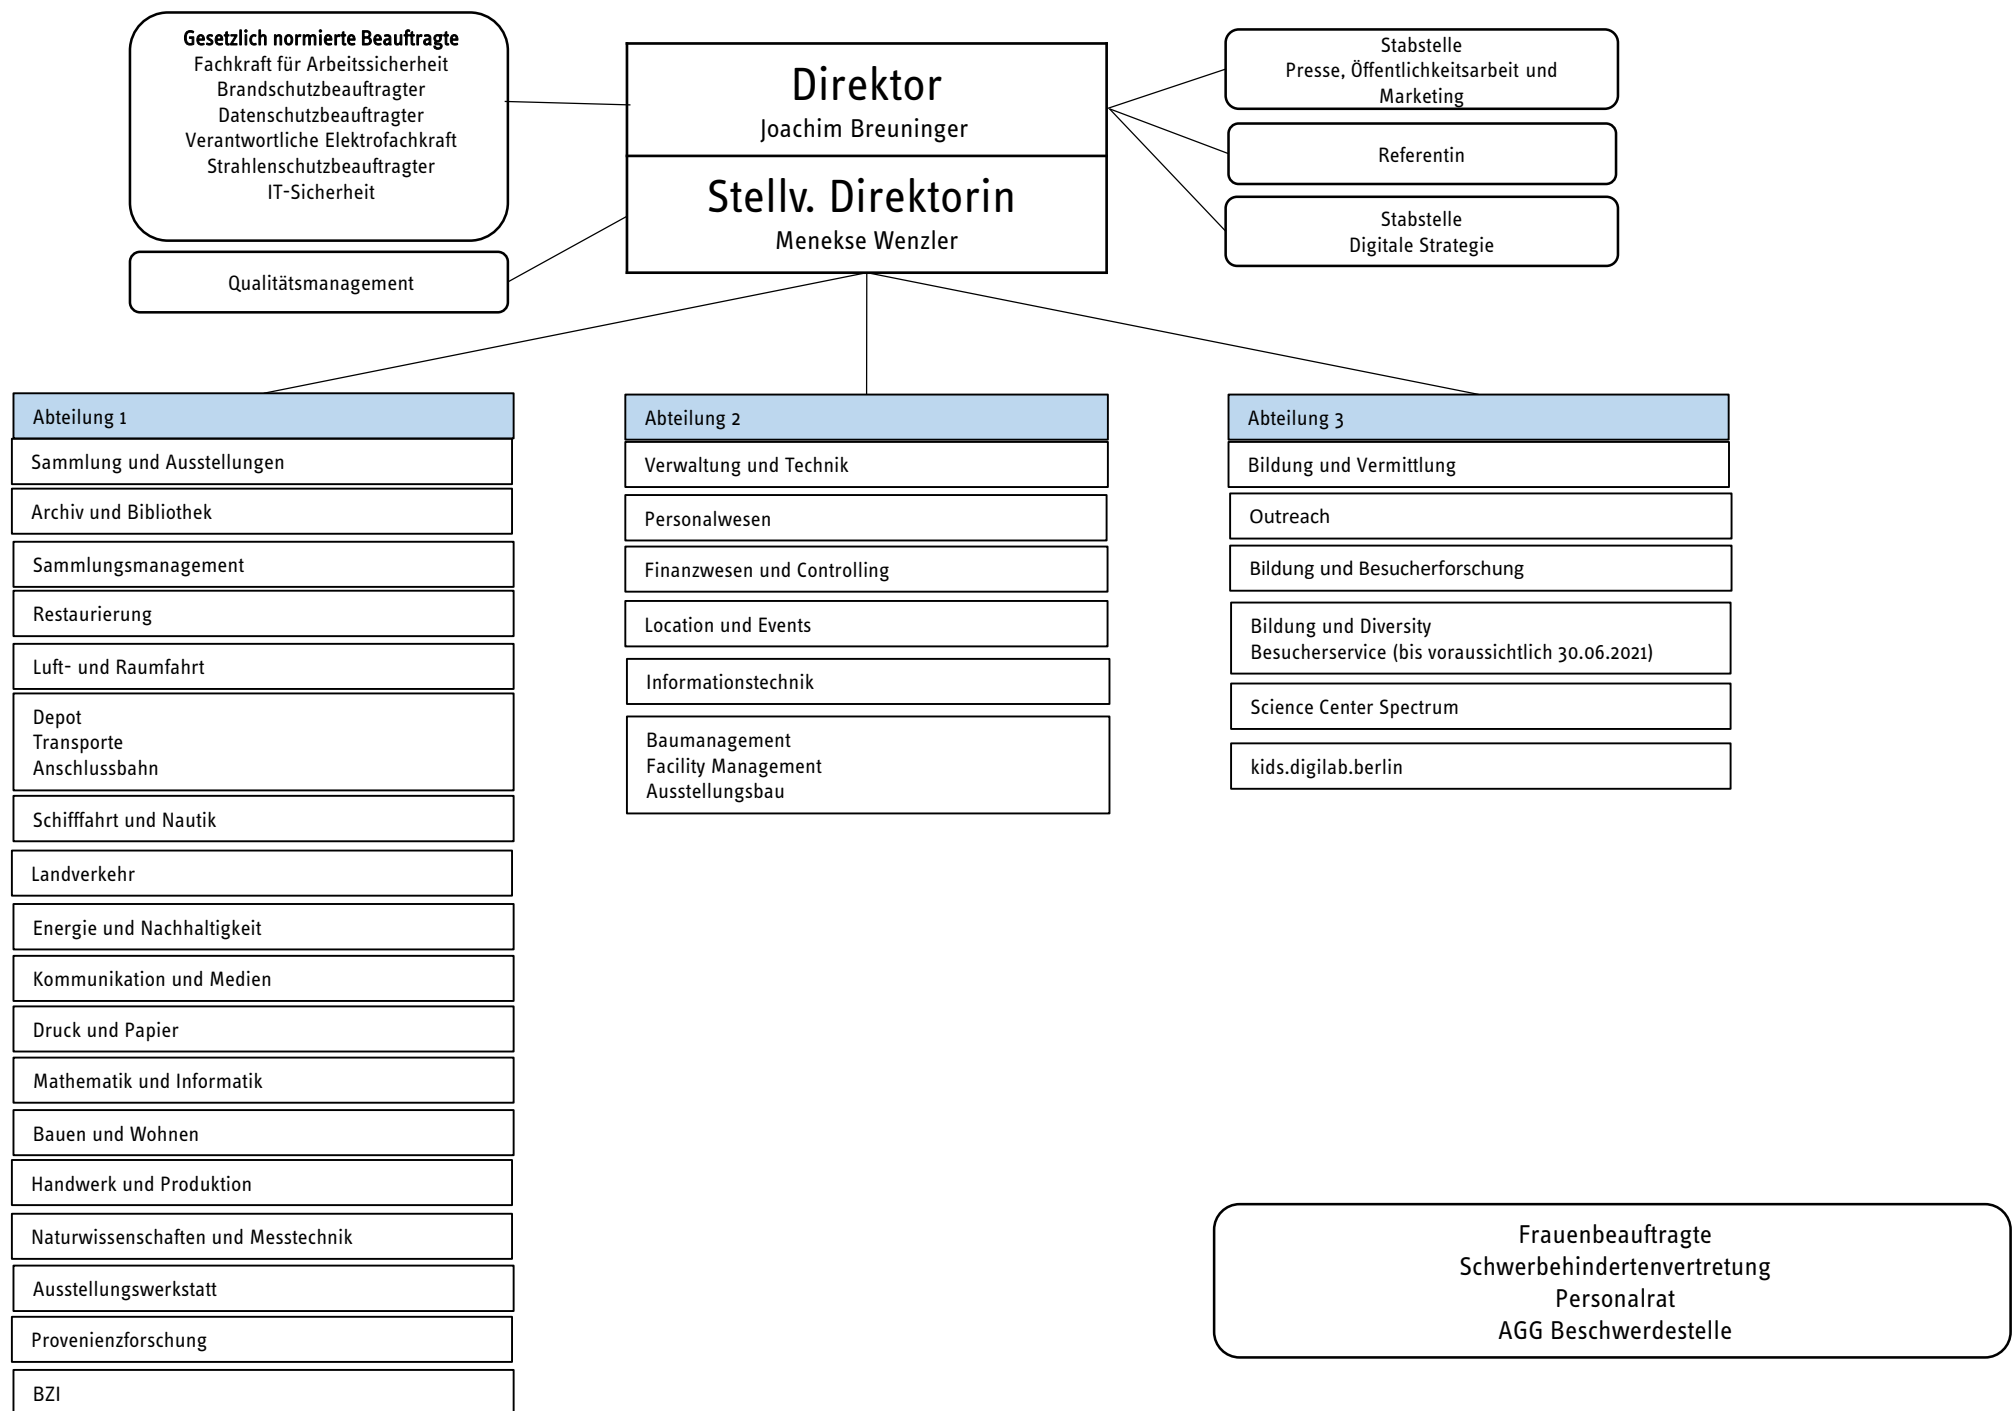 Gesetzlich normierte Beauftragte
Fachkraft für Arbeitssicherheit
Brandschutzbeauftragter
Datenschutzbeauftragter
Verantwortliche Elektrofachkraft
Strahlenschutzbeauftragter
IT-Sicherheit
Qualitätsmanagement
Direktor
Joachim Breuninger
Stellv. Direktorin
Menekse Wenzler
Stabstelle
Presse, Öffentlichkeitsarbeit und
Marketing
Referentin
Stabstelle
Digitale Strategie
Abteilung 1
Sammlung und Ausstellungen
Archiv und Bibliothek
Sammlungsmanagement
Restaurierung
Luft- und Raumfahrt
Depot
Transporte
Anschlussbahn
Schifffahrt und Nautik
Landverkehr
Energie und Nachhaltigkeit
Kommunikation und Medien
Druck und Papier
Mathematik und Informatik
Bauen und Wohnen
Handwerk und Produktion
Naturwissenschaften und Messtechnik
Ausstellungswerkstatt
Provenienzforschung
BZI
Abteilung 2
Verwaltung und Technik
Personalwesen
Finanzwesen und Controlling
Location und Events
Informationstechnik
Baumanagement
Facility Management
Ausstellungsbau
Abteilung 3
Bildung und Vermittlung
Outreach
Bildung und Besucherforschung
Bildung und Diversity
Besucherservice (bis voraussichtlich 30.06.2021)
Science Center Spectrum
kids.digilab.berlin
Frauenbeauftragte
Schwerbehindertenvertretung
Personalrat
AGG Beschwerdestelle